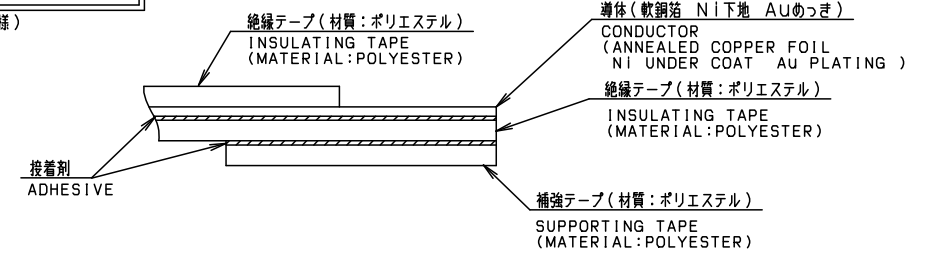 様)
絶縁テープ(材質:ポリエステル)
INSULATING TAPE
(MATERIAL:POLYESTER)
導体(軟銅箔 Ni下地 Auめっき)
CONDUCTOR
(ANNEALED COPPER FOIL
Ni UNDER COAT Au PLATING )
絶縁テープ(材質:ポリエステル)
INSULATING TAPE
(MATERIAL:POLYESTER)
接着剤
ADHESIVE
補強テープ(材質:ポリエステル)
SUPPORTING TAPE
(MATERIAL:POLYESTER)